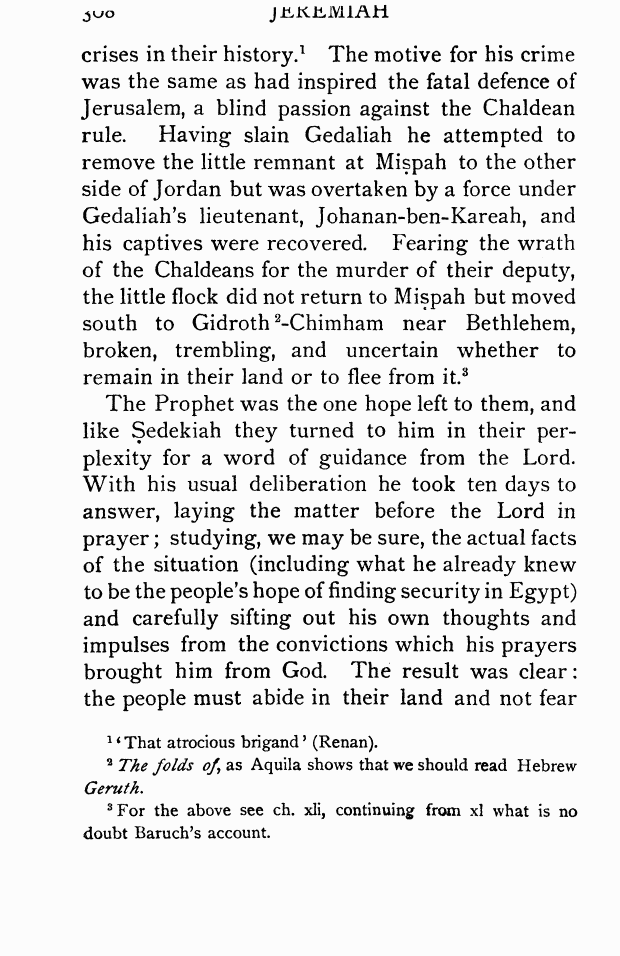 308 JEREMIAH
crises in their history.¹ The motive for his crime
was the same as had inspired the fatal defence of
Jerusalem, a blind passion against the Chaldean
rule. Having slain Gedaliah he attempted to
remove the little remnant at Miṣpah to the other
side of Jordan but was overtaken by a force under
Gedaliah's lieutenant, Johanan-ben-Kareah, and
his captives were recovered. Fearing the wrath
of the Chaldeans for the murder of their deputy,
the little flock did not return to Miṣpah but moved
south to Gidroth ²-Chimham near Bethlehem,
broken, trembling, and uncertain whether to
remain in their land or to flee from it.³
The Prophet was the one hope left to them, and
like Ṣedekiah they turned to him in their per-
plexity for a word of guidance from the Lord.
With his usual deliberation he took ten days to
answer, laying the matter before the Lord in
prayer ; studying, we may be sure, the actual facts
of the situation (including what he already knew
to be the people's hope of finding security in Egypt)
and carefully sifting out his own thoughts and
impulses from the convictions which his prayers
brought him from God. The result was clear :
the people must abide in their land and not fear
¹ ‘ That atrocious brigand ’ (Renan).
² The folds of, as Aquila shows that we should read Hebrew
Geruth.
³ For the above see ch. xli, continuing from xl what is no
doubt Baruch's account.